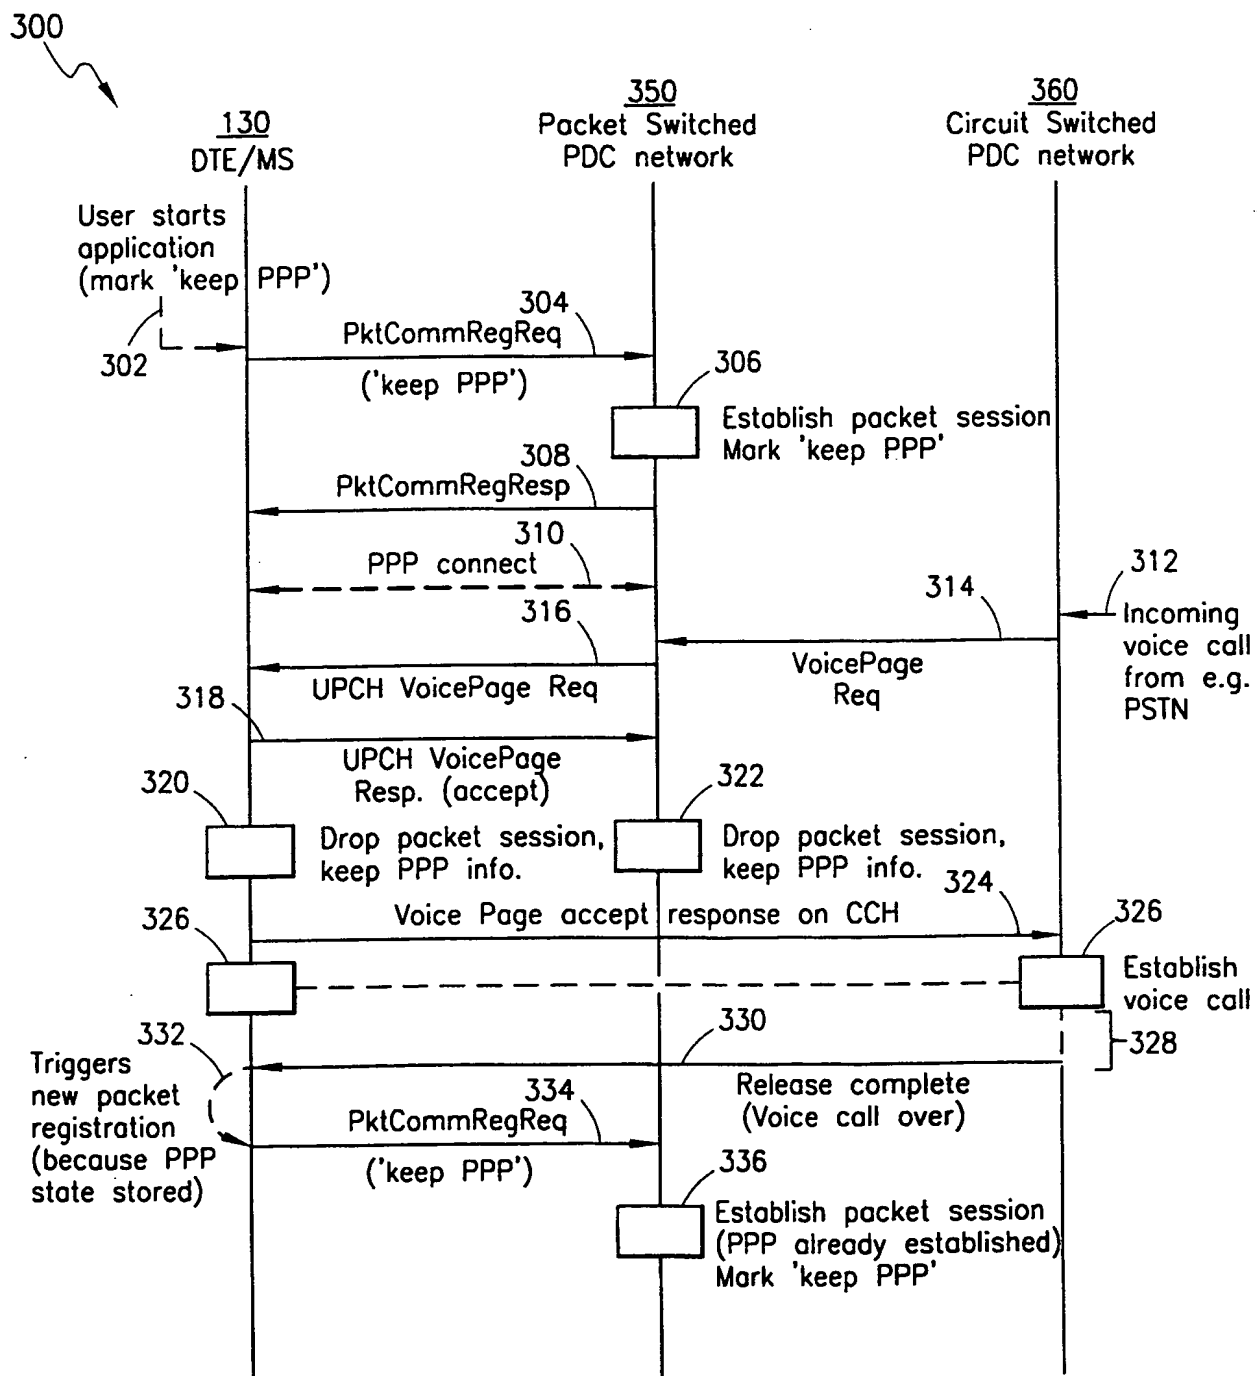 300
130
DTE/MS
350
Packet Switched
PDC network
360
Circuit Switched
PDC network
User starts
application
(mark 'keep PPP')
302
304
PktCommRegReq
('keep PPP')
306
Establish packet session
Mark 'keep PPP'
308
PktCommRegResp
310
PPP connect
312
Incoming
voice call
from e.g.
PSTN
314
VoicePage
Req
316
UPCH VoicePage Req
318
UPCH VoicePage
Resp. (accept)
320
Drop packet session,
keep PPP info.
322
Drop packet session,
keep PPP info.
324
Voice Page accept response on CCH
326
326
Establish
voice call
328
330
Release complete
(Voice call over)
332
Triggers
new packet
registration
(because PPP
state stored)
334
PktCommRegReq
('keep PPP')
336
Establish packet session
(PPP already established)
Mark 'keep PPP'